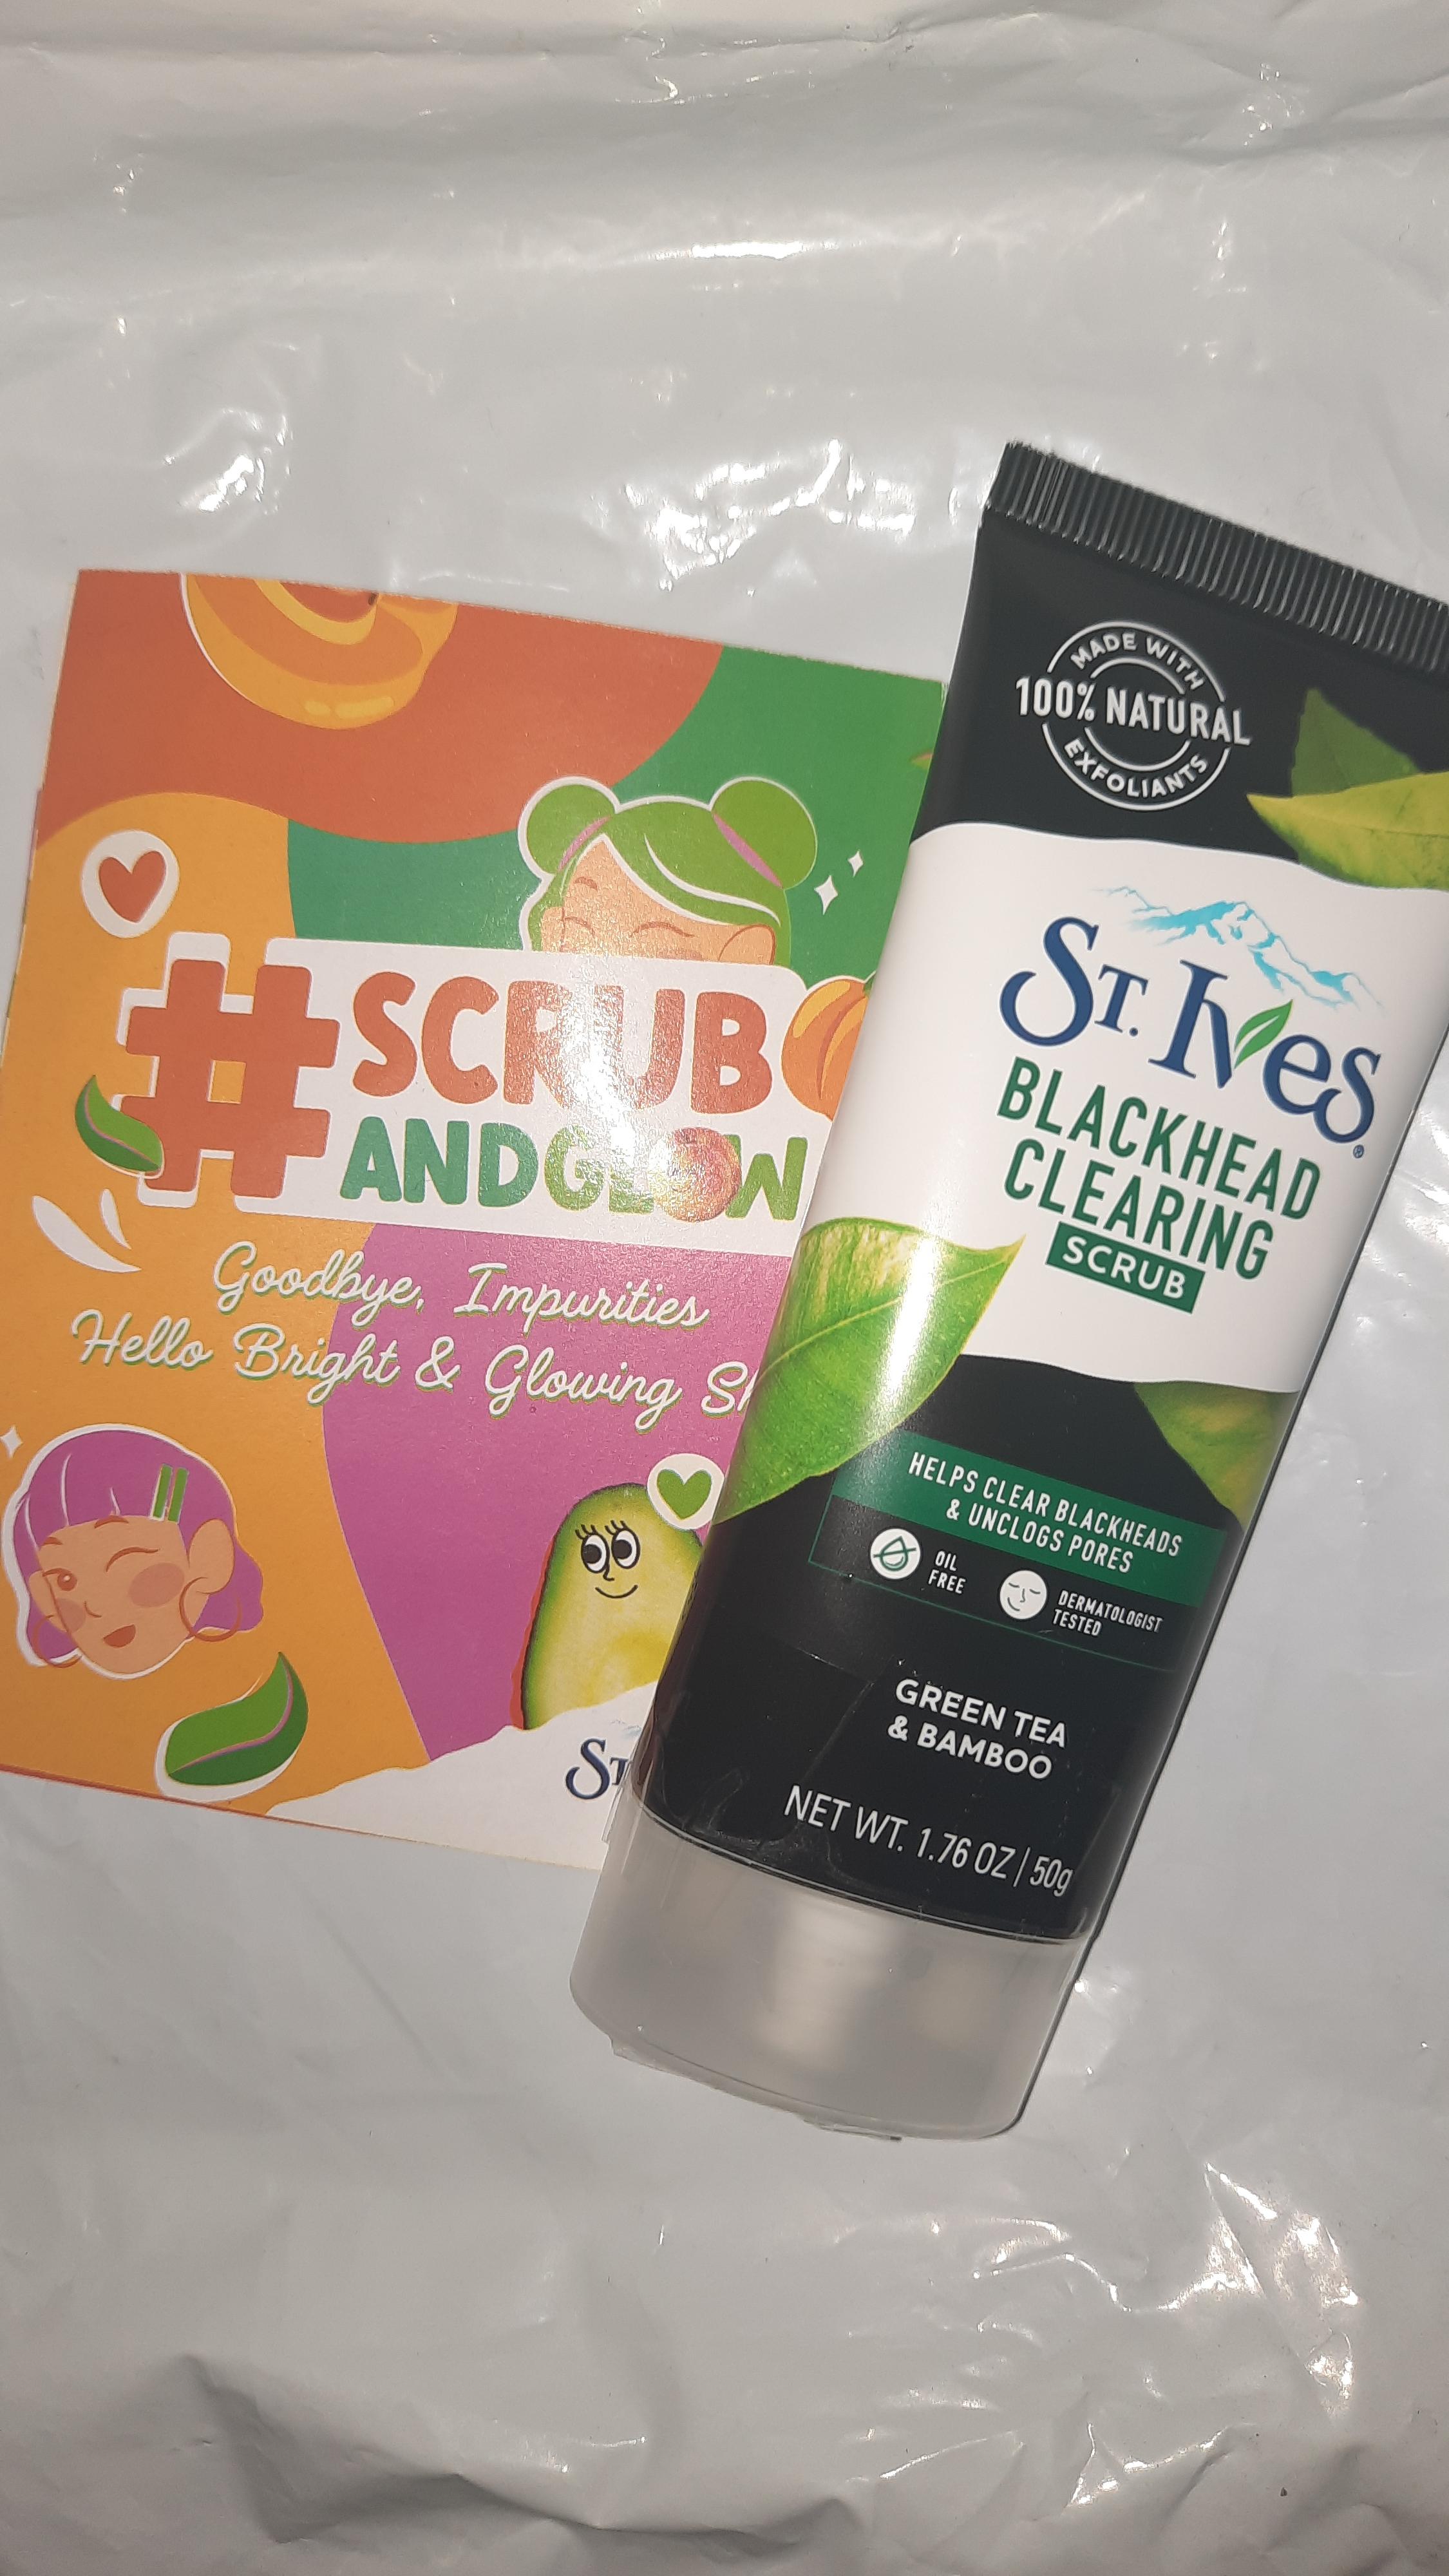 #SCRUB
ANDGLOW
Goodbye, Impurities
Hello Bright & Glowing
MADE WITH
100% NATURAL
EXFOLIANTS
ST. IVES®
BLACKHEAD
CLEARING
SCRUB
HELPS CLEAR BLACKHEADS
& UNCLOGS PORES
OIL
FREE
DERMATOLOGIST
TESTED
GREEN TEA
& BAMBOO
NET WT. 1.76 OZ | 50g